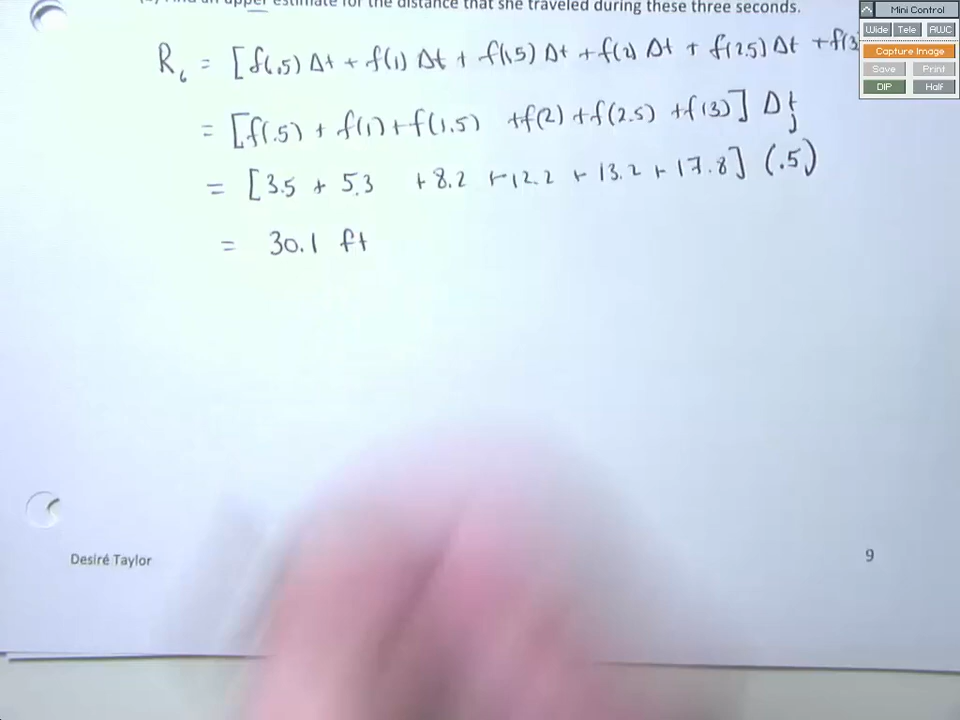 upper estimate for the distance that she traveled during these three seconds.
R₆ = [f(.5) Δt + f(1) Δt + f(1.5) Δt + f(2) Δt + f(2.5) Δt + f(3
= [f(.5) + f(1) + f(1.5) + f(2) + f(2.5) + f(3)] Δt
= [3.5 + 5.3 + 8.2 + 12.2 + 13.2 + 17.8] (.5)
= 30.1 ft
Desiré Taylor
9
Mini Control
Wide Tele AWC
Capture Image
Save Print
DIP Half